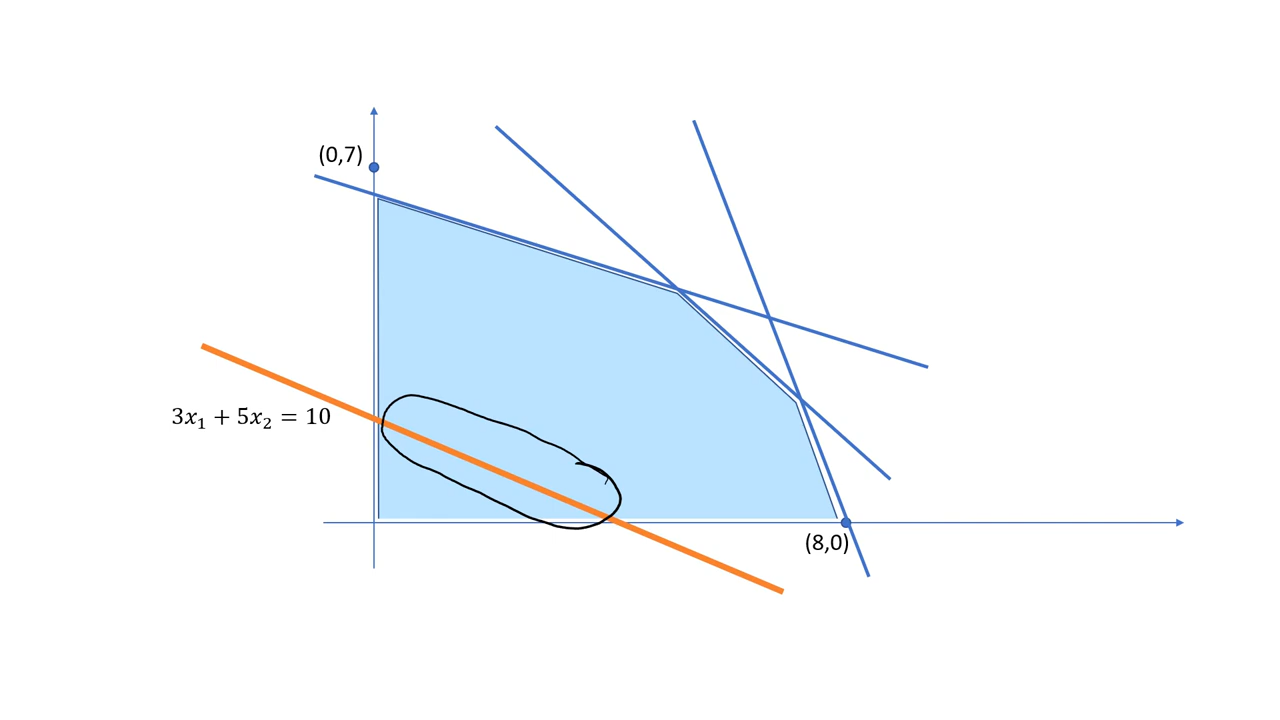 (0,7)
3x₁ + 5x₂ = 10
(8,0)